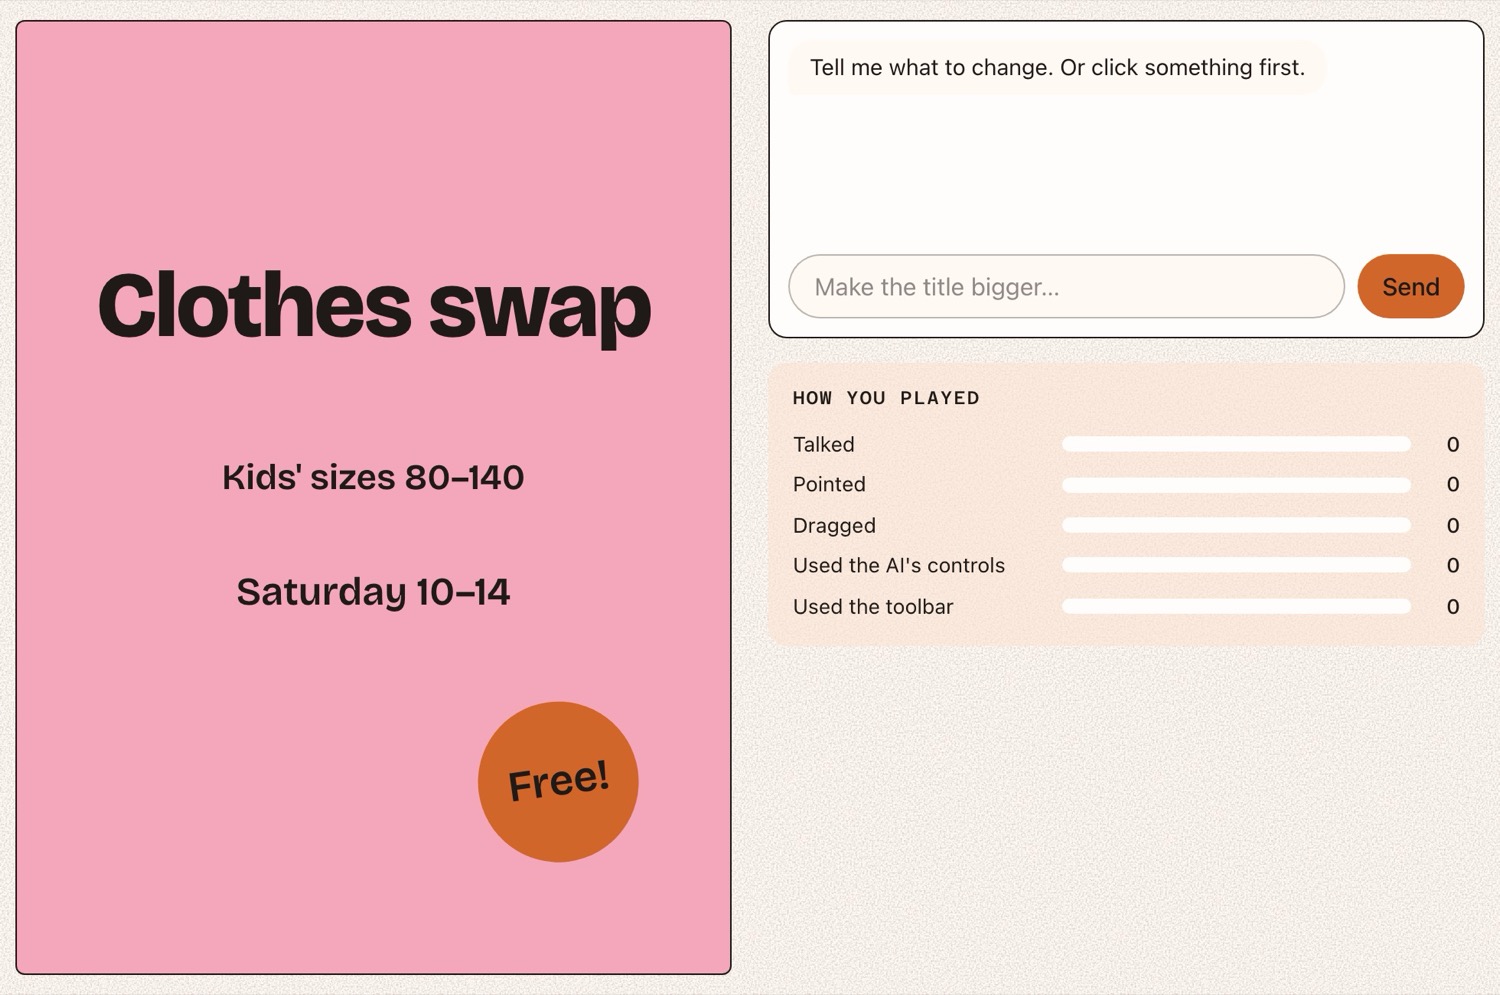 Clothes swap
Kids' sizes 80–140
Saturday 10–14
Free!
Tell me what to change. Or click something first.
Make the title bigger...
Send
HOW YOU PLAYED
Talked 0
Pointed 0
Dragged 0
Used the AI's controls 0
Used the toolbar 0